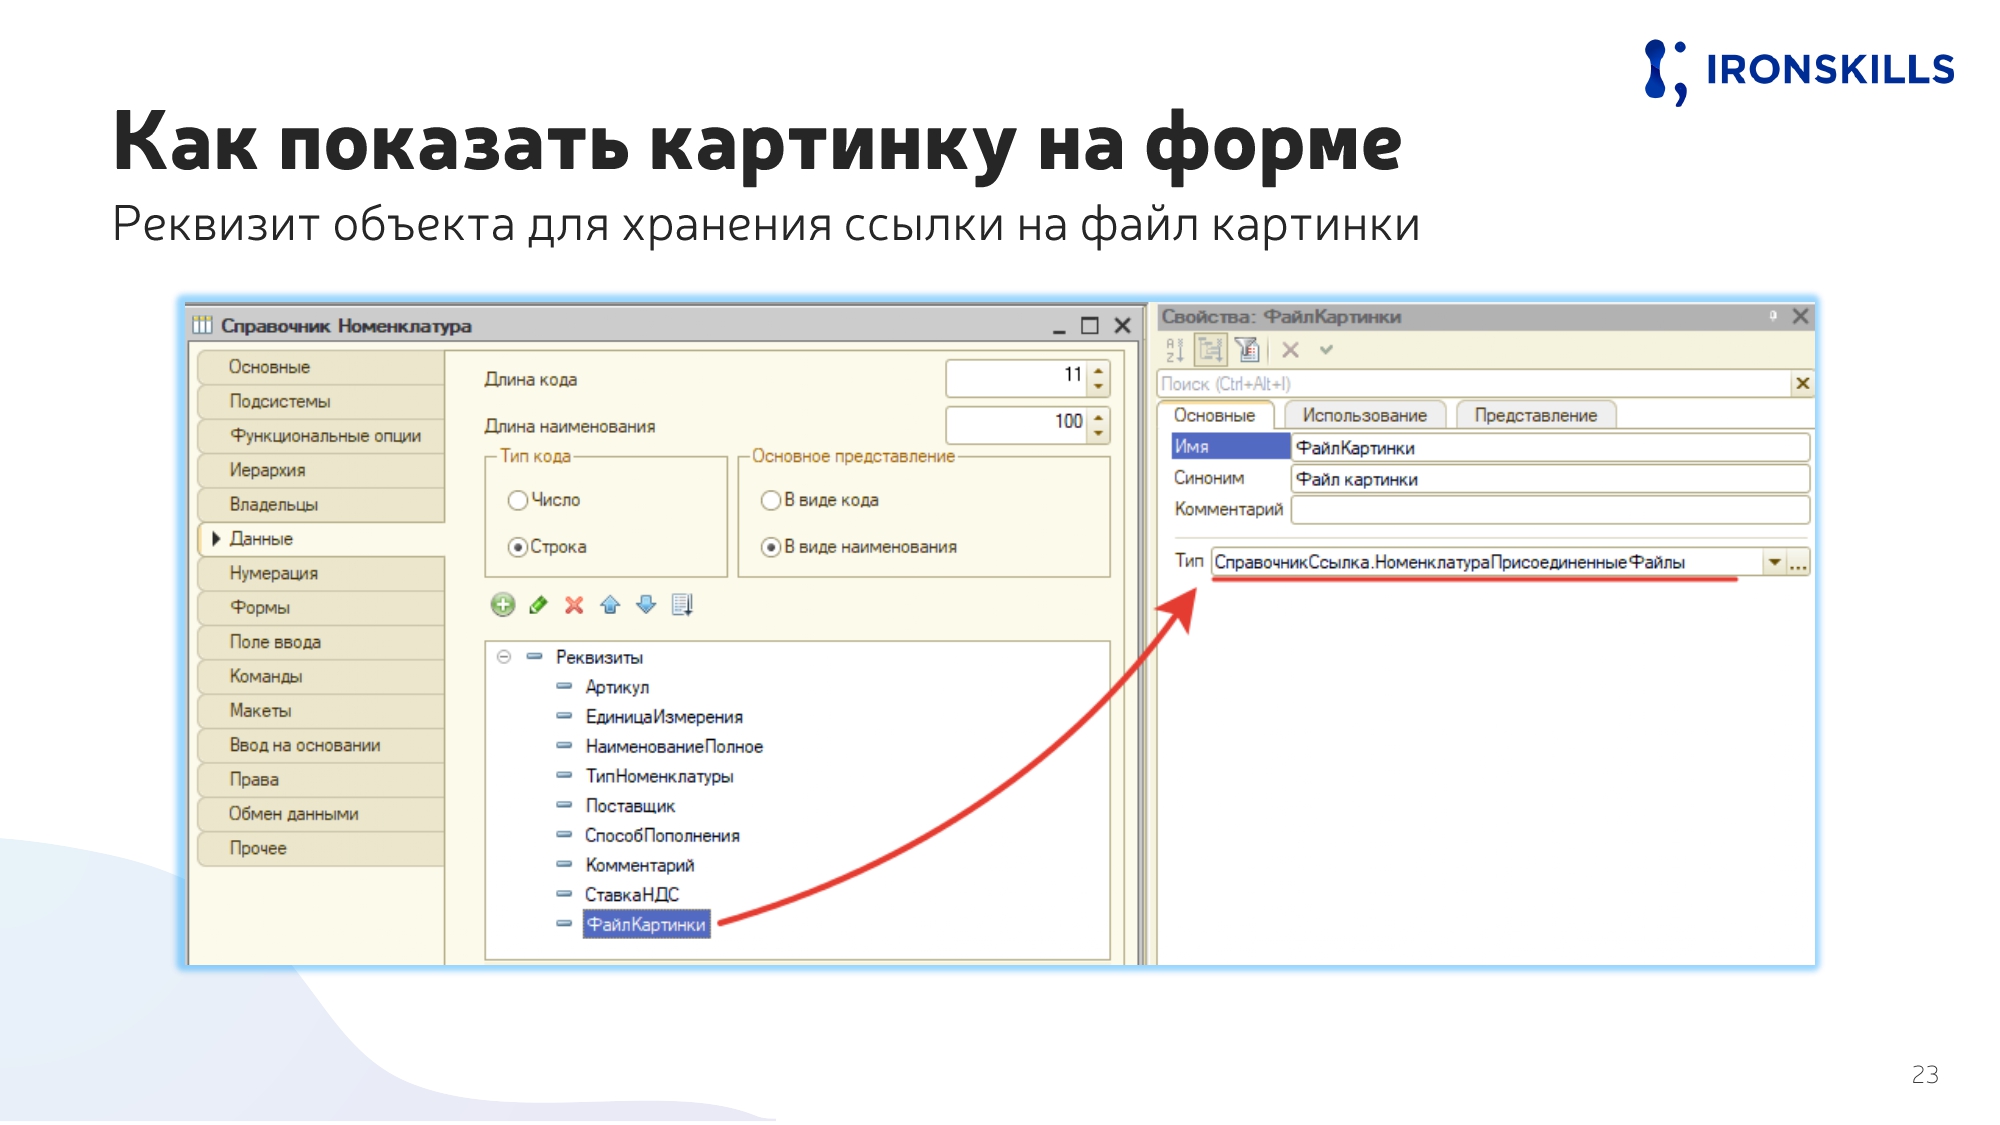 IRONSKILLS
Как показать картинку на форме
Реквизит объекта для хранения ссылки на файл картинки
Справочник Номенклатура
Основные
Подсистемы
Функциональные опции
Иерархия
Владельцы
Данные
Нумерация
Формы
Поле ввода
Команды
Макеты
Ввод на основании
Права
Обмен данными
Прочее
Длина кода 11
Длина наименования 100
Тип кода
Число
Строка
Основное представление
В виде кода
В виде наименования
Реквизиты
Артикул
ЕдиницаИзмерения
НаименованиеПолное
ТипНоменклатуры
Поставщик
СпособПополнения
Комментарий
СтавкаНДС
ФайлКартинки
Свойства: ФайлКартинки
Поиск (Ctrl+Alt+I)
Основные Использование Представление
Имя ФайлКартинки
Синоним Файл картинки
Комментарий
Тип СправочникСсылка.НоменклатураПрисоединенныеФайлы
23